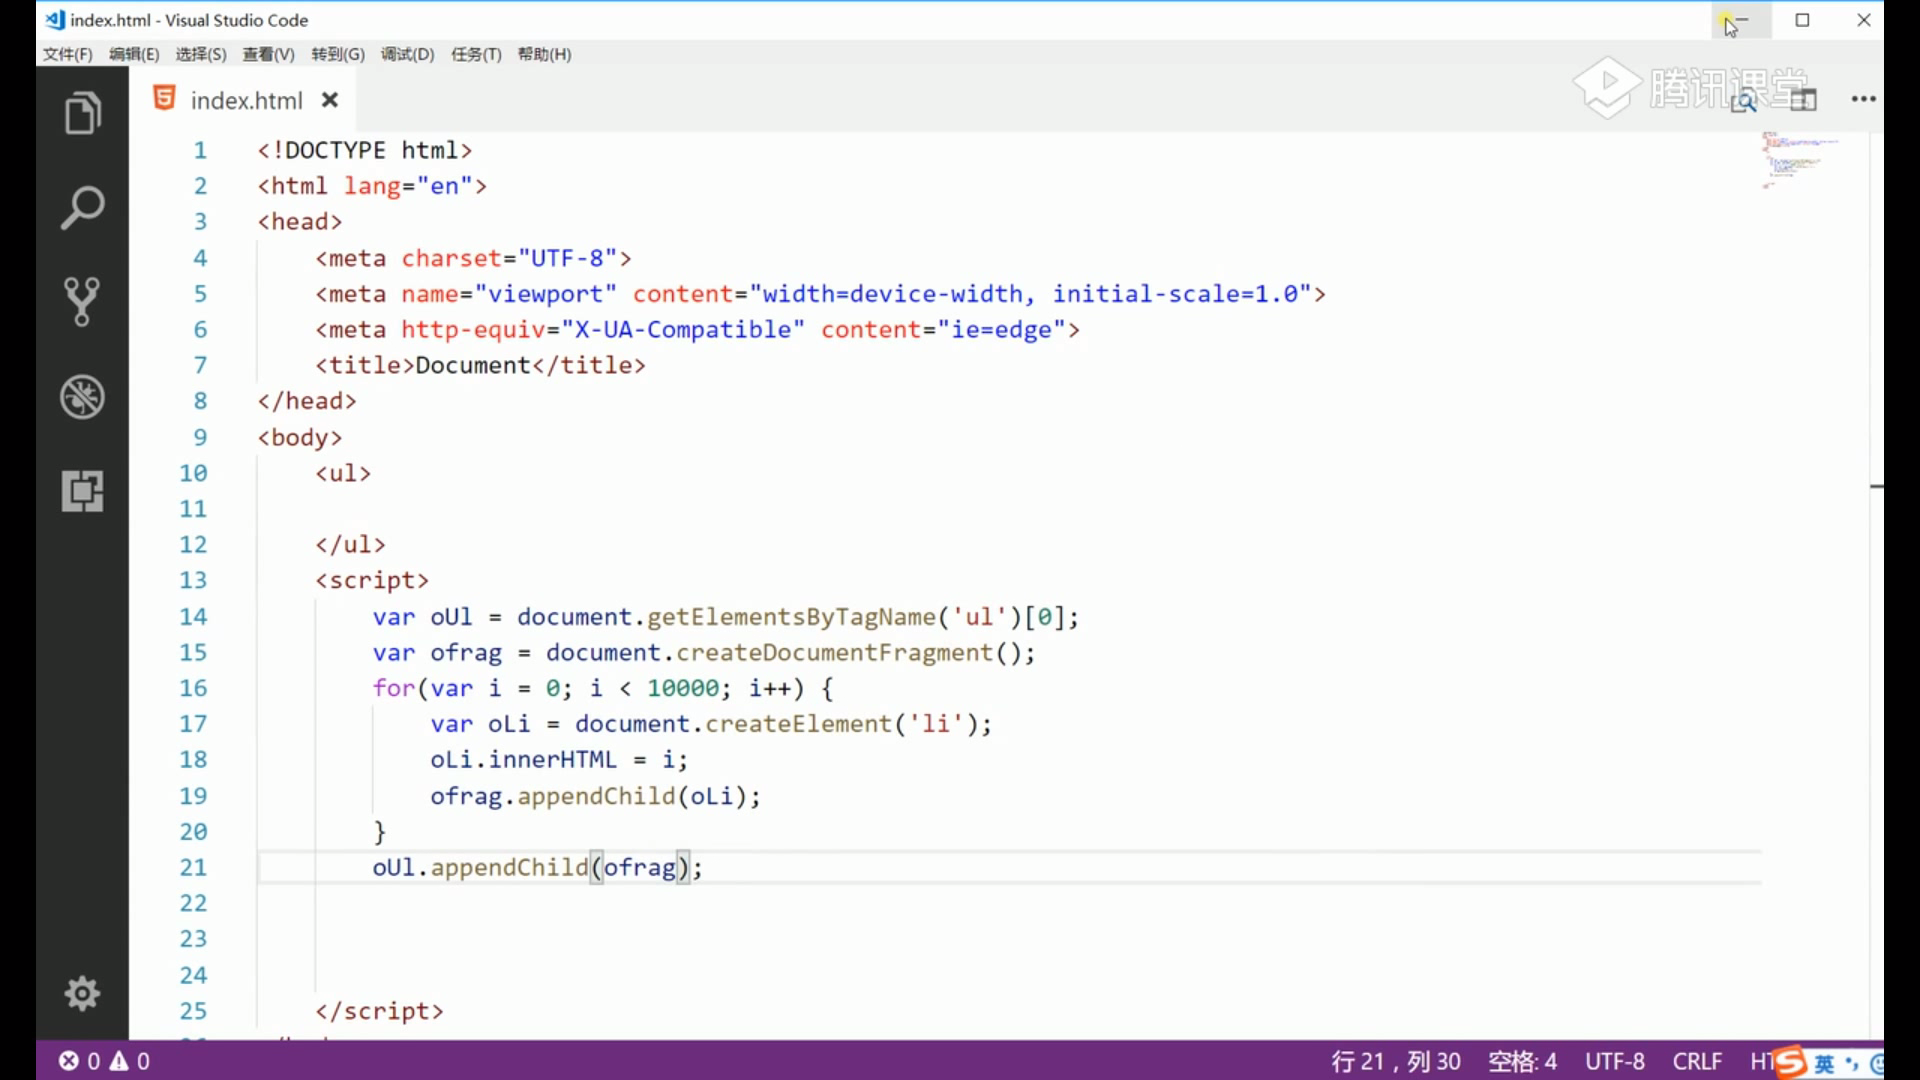 index.html - Visual Studio Code
文件(F) 编辑(E) 选择(S) 查看(V) 转到(G) 调试(D) 任务(T) 帮助(H)
腾讯课堂
index.html
1 <!DOCTYPE html>
2 <html lang="en">
3 <head>
4 <meta charset="UTF-8">
5 <meta name="viewport" content="width=device-width, initial-scale=1.0">
6 <meta http-equiv="X-UA-Compatible" content="ie=edge">
7 <title>Document</title>
8 </head>
9 <body>
10 <ul>
11
12 </ul>
13 <script>
14 var oUl = document.getElementsByTagName('ul')[0];
15 var ofrag = document.createDocumentFragment();
16 for(var i = 0; i < 10000; i++) {
17 var oLi = document.createElement('li');
18 oLi.innerHTML = i;
19 ofrag.appendChild(oLi);
20 }
21 oUl.appendChild(ofrag);
22
23
24
25 </script>
0 0 行 21，列 30 空格: 4 UTF-8 CRLF HT 英